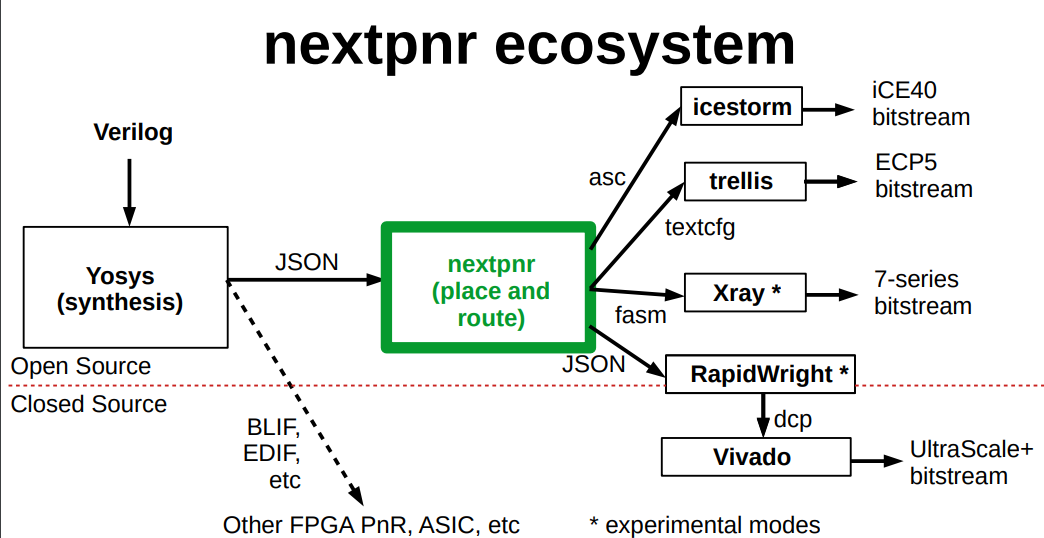 nextpnr ecosystem
Verilog
Yosys
(synthesis)
JSON
nextpnr
(place and
route)
asc
textcfg
fasm
JSON
icestorm
iCE40
bitstream
trellis
ECP5
bitstream
Xray *
7-series
bitstream
RapidWright *
dcp
Vivado
UltraScale+
bitstream
Open Source
Closed Source
BLIF,
EDIF,
etc
Other FPGA PnR, ASIC, etc
* experimental modes